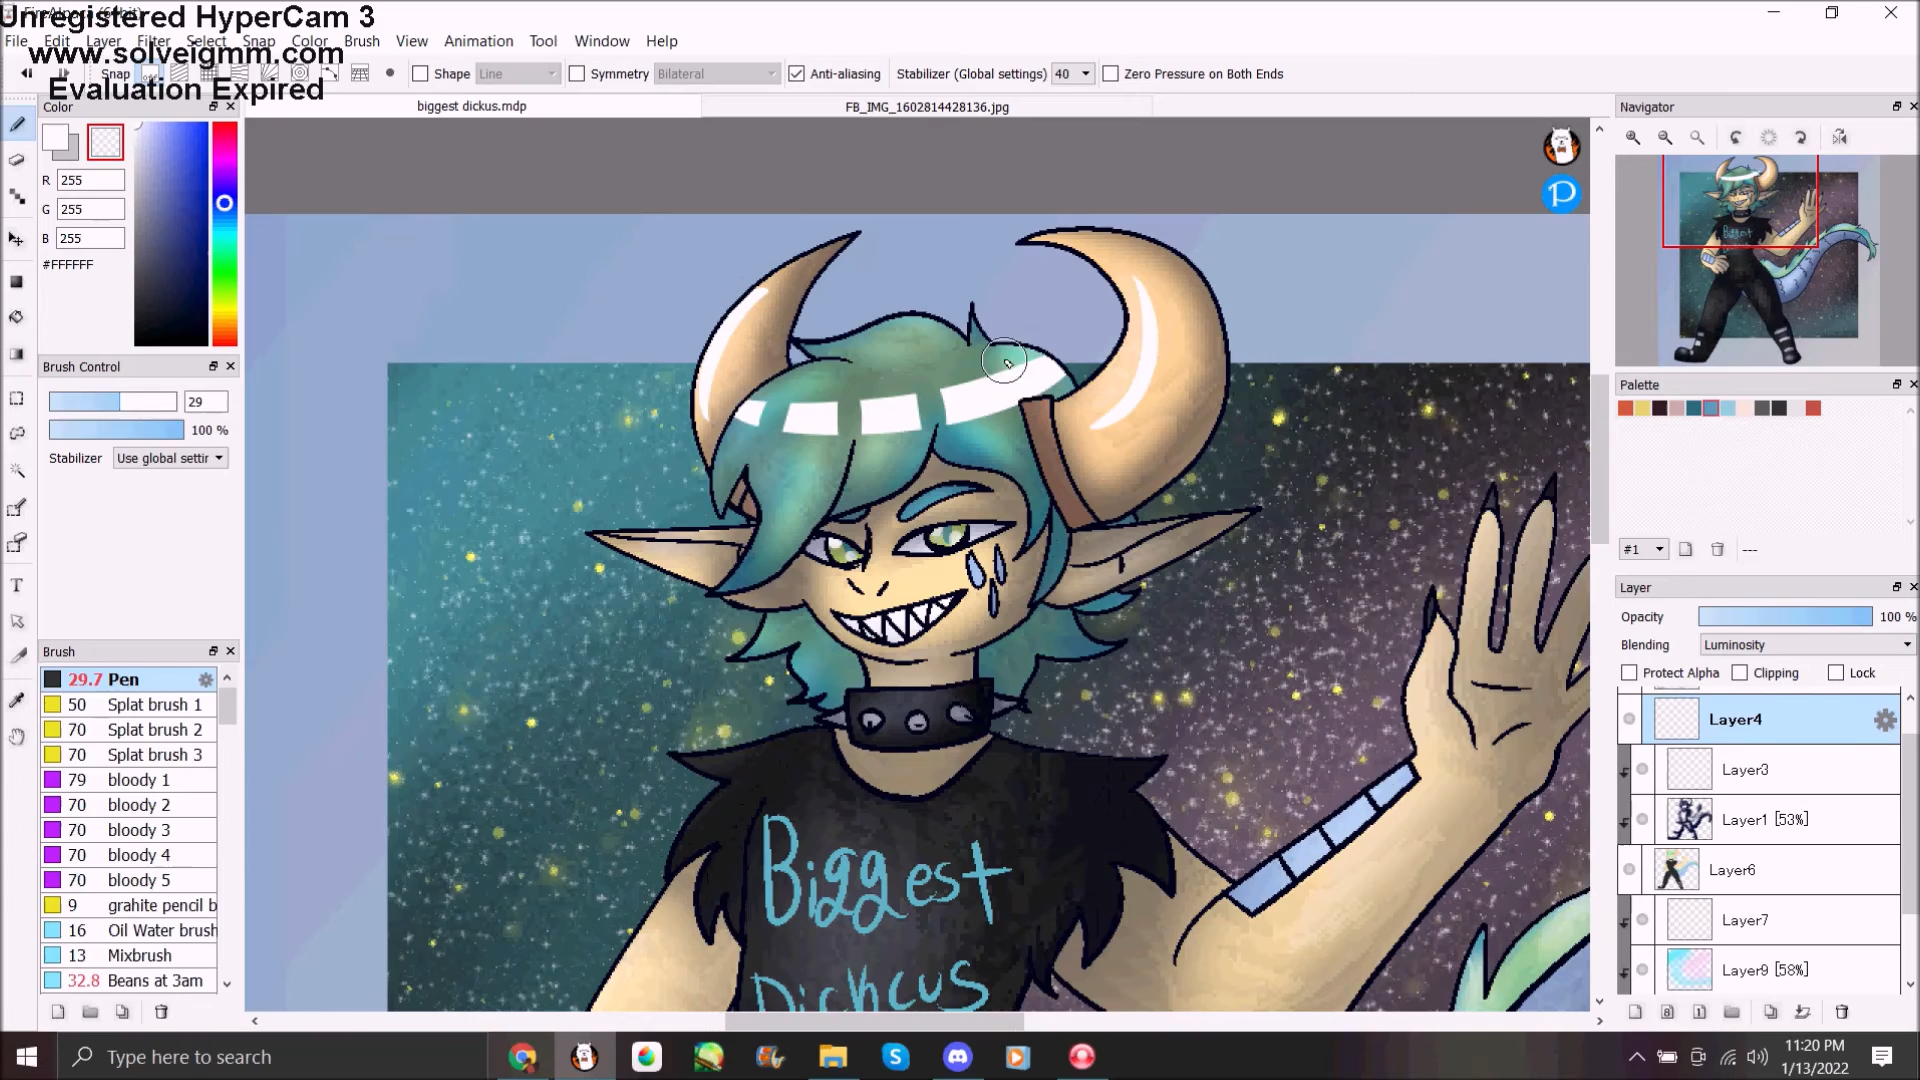 Unregistered HyperCam 3
www.solveigmm.com
Evaluation Expired
File Edit Layer Filter Select Snap Color Brush View Animation Tool Window Help
Snap Shape Line Symmetry Bilateral Anti-aliasing Stabilizer (Global settings) 40 Zero Pressure on Both Ends
biggest dickus.mdp FB_IMG_1602814428136.jpg
Color
R 255
G 255
B 255
#FFFFFF
Brush Control
29
100 %
Stabilizer Use global settir
Brush
29.7 Pen
50 Splat brush 1
70 Splat brush 2
70 Splat brush 3
79 bloody 1
70 bloody 2
70 bloody 3
70 bloody 4
70 bloody 5
9 grahite pencil b
16 Oil Water brush
13 Mixbrush
32.8 Beans at 3am
Biggest
Dickus
Navigator
Palette
#1 ---
Layer
Opacity 100 %
Blending Luminosity
Protect Alpha Clipping Lock
Layer4
Layer3
Layer1 [53%]
Layer6
Layer7
Layer9 [58%]
Type here to search
11:20 PM
1/13/2022